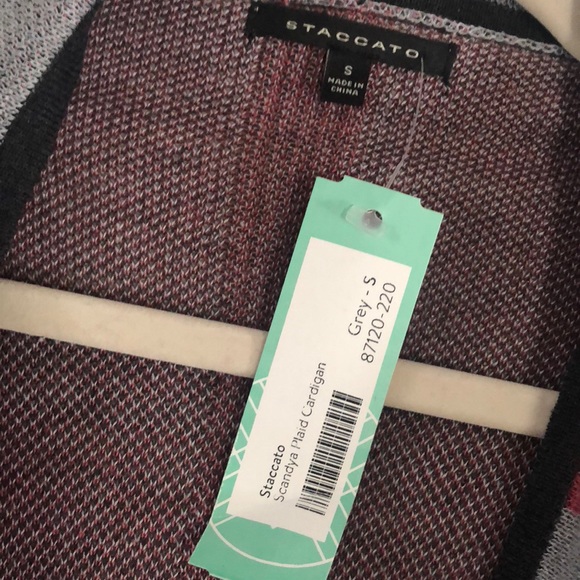 STACCATO
S
MADE IN
CHINA
Grey - S
87120-220
Staccato
Scandya Plaid Cardigan